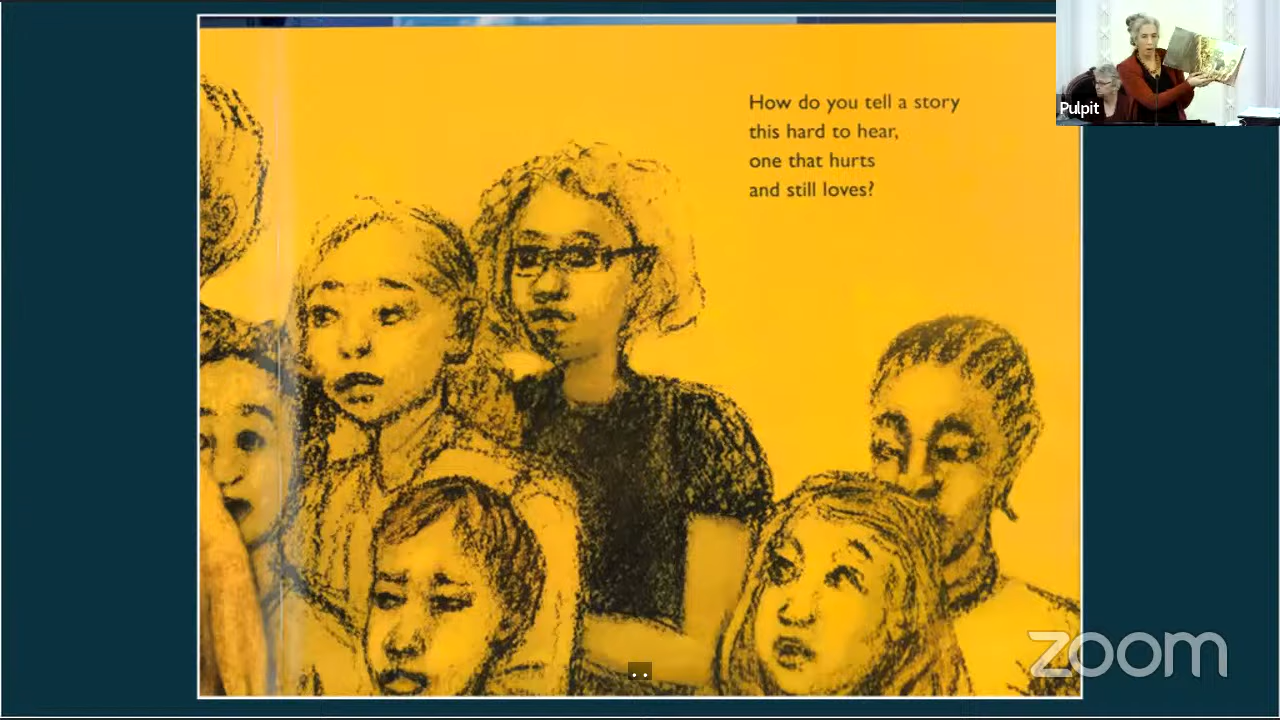 How do you tell a story
this hard to hear,
one that hurts
and still loves?
Pulpit
zoom